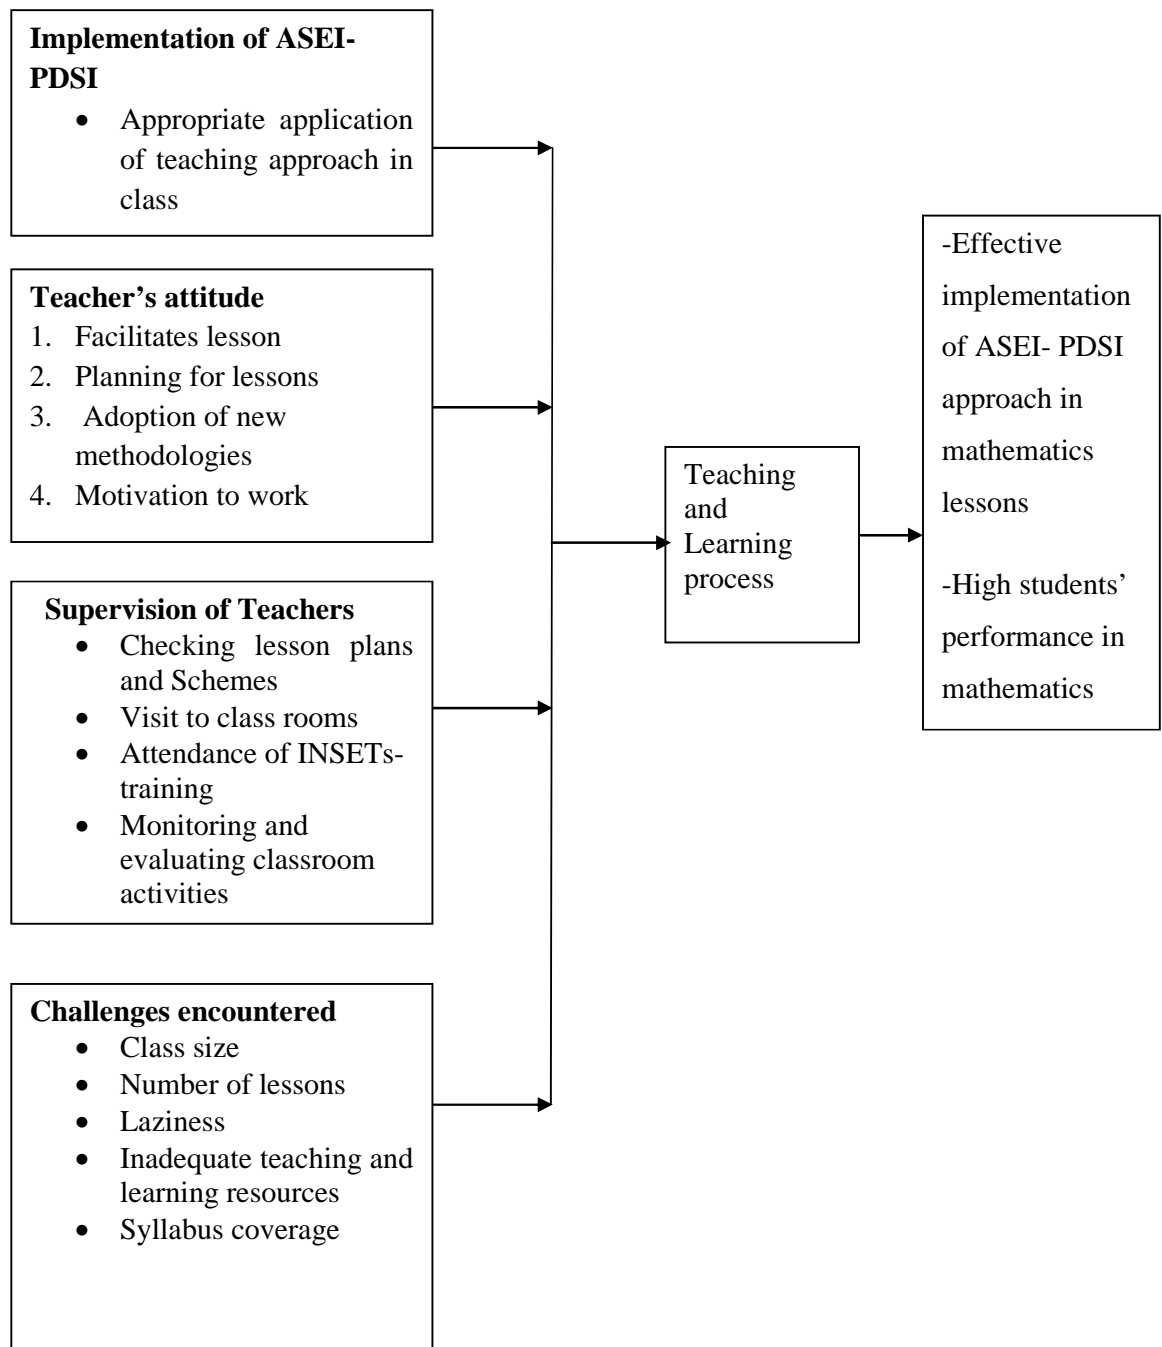 Implementation of ASEI-
PDSI
• Appropriate application
of teaching approach in
class
Teacher’s attitude
1. Facilitates lesson
2. Planning for lessons
3. Adoption of new
methodologies
4. Motivation to work
Supervision of Teachers
• Checking lesson plans
and Schemes
• Visit to class rooms
• Attendance of INSETs-
training
• Monitoring and
evaluating classroom
activities
Challenges encountered
• Class size
• Number of lessons
• Laziness
• Inadequate teaching and
learning resources
• Syllabus coverage
Teaching
and
Learning
process
-Effective
implementation
of ASEI- PDSI
approach in
mathematics
lessons
-High students’
performance in
mathematics